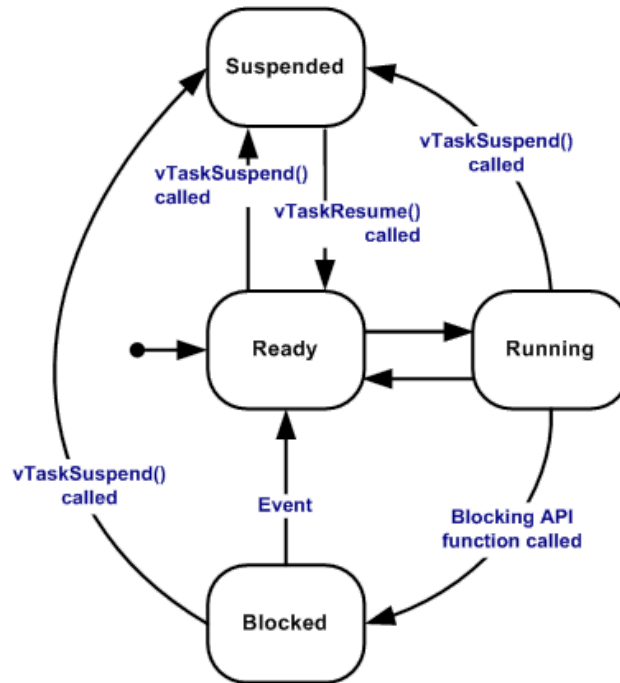 Suspended
vTaskSuspend()
called
vTaskSuspend()
called
vTaskResume()
called
Ready
Running
vTaskSuspend()
called
Event
Blocking API
function called
Blocked